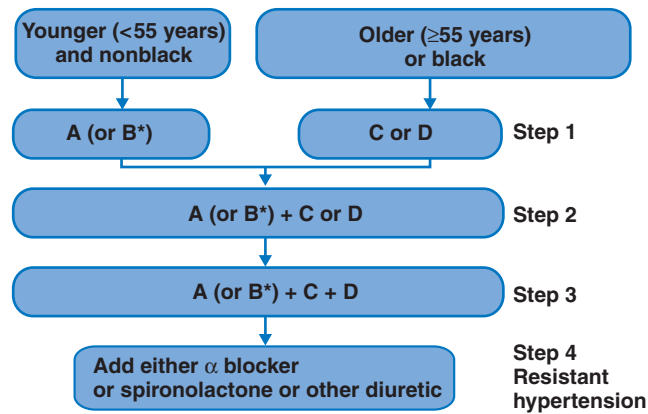 Younger (<55 years)
and nonblack
Older (≥55 years)
or black
A (or B*)
C or D
Step 1
A (or B*) + C or D
Step 2
A (or B*) + C + D
Step 3
Add either α blocker
or spironolactone or other diuretic
Step 4
Resistant
hypertension